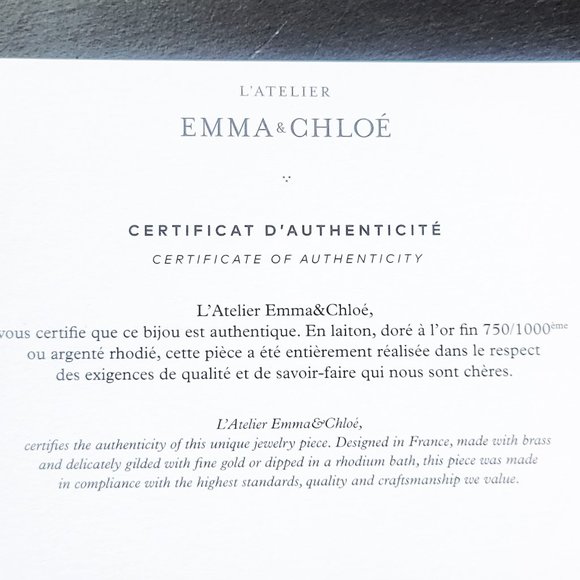 L'ATELIER
EMMA&CHLOÉ
CERTIFICAT D'AUTHENTICITÉ
CERTIFICATE OF AUTHENTICITY
L'Atelier Emma&Chloé,
vous certifie que ce bijou est authentique. En laiton, doré à l'or fin 750/1000ème
ou argenté rhodié, cette pièce a été entièrement réalisée dans le respect
des exigences de qualité et de savoir-faire qui nous sont chères.
L'Atelier Emma&Chloé,
certifies the authenticity of this unique jewelry piece. Designed in France, made with brass
and delicately gilded with fine gold or dipped in a rhodium bath, this piece was made
in compliance with the highest standards, quality and craftsmanship we value.